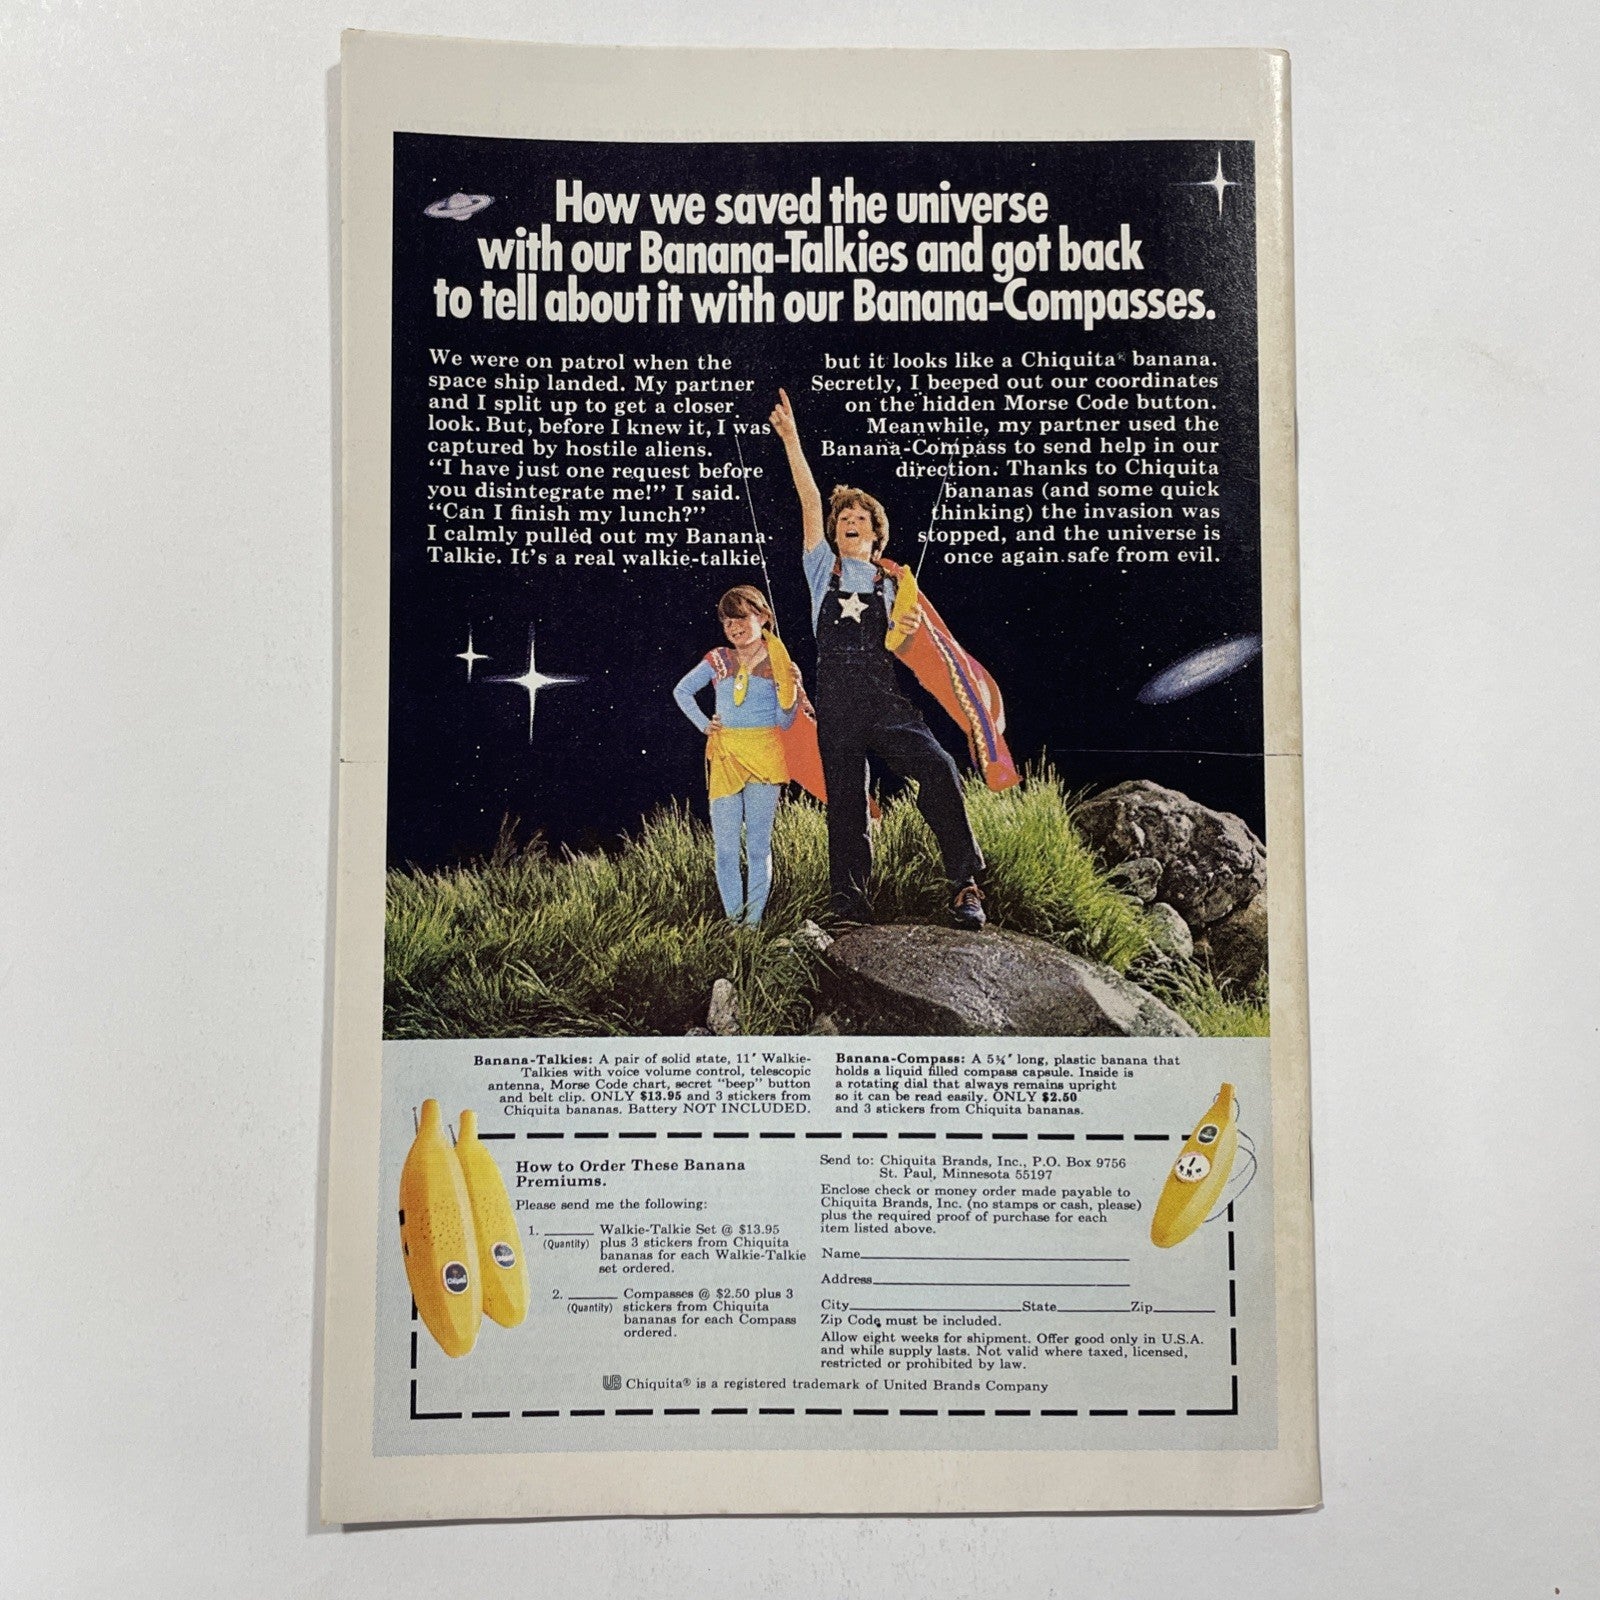 How we saved the universe
with our Banana-Talkies and got back
to tell about it with our Banana-Compasses.
We were on patrol when the
space ship landed. My partner
and I split up to get a closer
look. But, before I knew it, I was
captured by hostile aliens.
"I have just one request before
you disintegrate me!" I said.
"Can I finish my lunch?"
I calmly pulled out my Banana-
Talkie. It's a real walkie-talkie,
but it looks like a Chiquita® banana.
Secretly, I beeped out our coordinates
on the hidden Morse Code button.
Meanwhile, my partner used the
Banana-Compass to send help in our
direction. Thanks to Chiquita
bananas (and some quick
thinking) the invasion was
stopped, and the universe is
once again safe from evil.
Banana-Talkies: A pair of solid state, 11" Walkie-
Talkies with voice volume control, telescopic
antenna, Morse Code chart, secret "beep" button
and belt clip. ONLY $13.95 and 3 stickers from
Chiquita bananas. Battery NOT INCLUDED.
Banana-Compass: A 5¾" long, plastic banana that
holds a liquid filled compass capsule. Inside is
a rotating dial that always remains upright
so it can be read easily. ONLY $2.50
and 3 stickers from Chiquita bananas.
How to Order These Banana
Premiums.
Please send me the following:
1. ______ Walkie-Talkie Set @ $13.95
(Quantity) plus 3 stickers from Chiquita
bananas for each Walkie-Talkie
set ordered.
2. ______ Compasses @ $2.50 plus 3
(Quantity) stickers from Chiquita
bananas for each Compass
ordered.
Send to: Chiquita Brands, Inc., P.O. Box 9756
St. Paul, Minnesota 55197
Enclose check or money order made payable to
Chiquita Brands, Inc. (no stamps or cash, please)
plus the required proof of purchase for each
item listed above.
Name
Address
City State Zip
Zip Code must be included.
Allow eight weeks for shipment. Offer good only in U.S.A.
and while supply lasts. Not valid where taxed, licensed,
restricted or prohibited by law.
UB Chiquita® is a registered trademark of United Brands Company
Chiquita